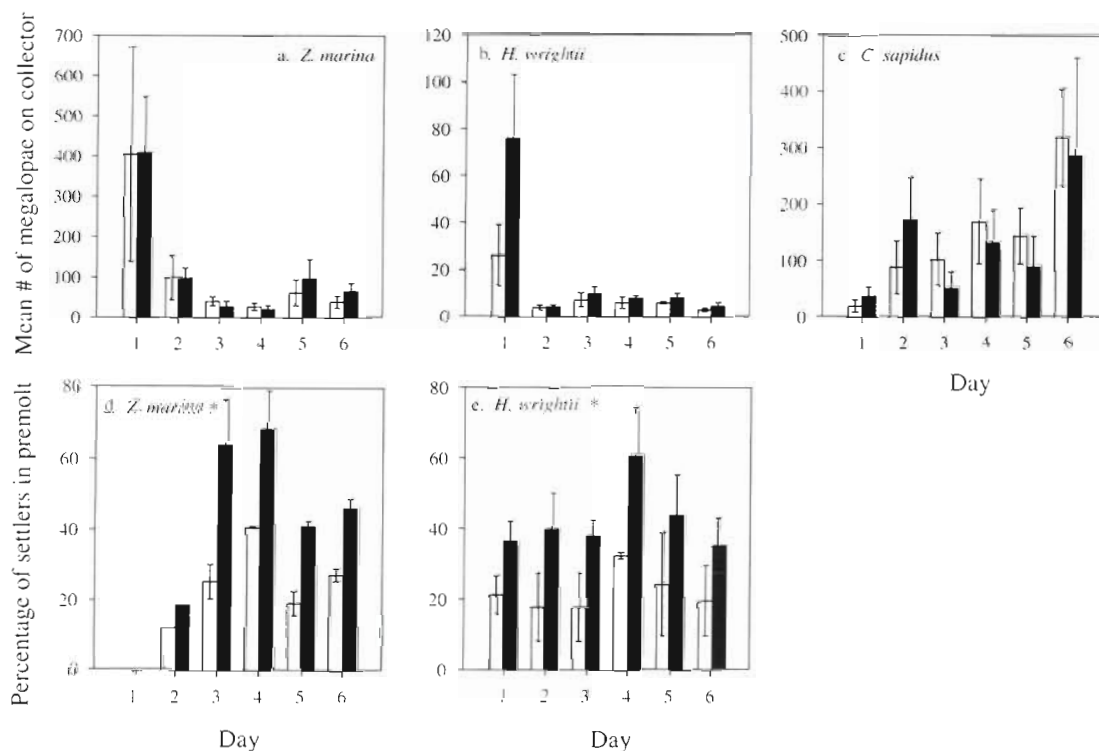 Mean # of megalopae on collector
700
600
500
400
300
200
100
0
a. Z. marina
1 2 3 4 5 6
120
100
80
60
40
20
0
b. H. wrightii
1 2 3 4 5 6
500
400
300
200
100
0
c C sapidus
1 2 3 4 5 6
Day
Percentage of settlers in premolt
80
60
40
20
0
d. Z. marina *
1 2 3 4 5 6
Day
80
60
40
20
0
e. H. wrightii *
1 2 3 4 5 6
Day